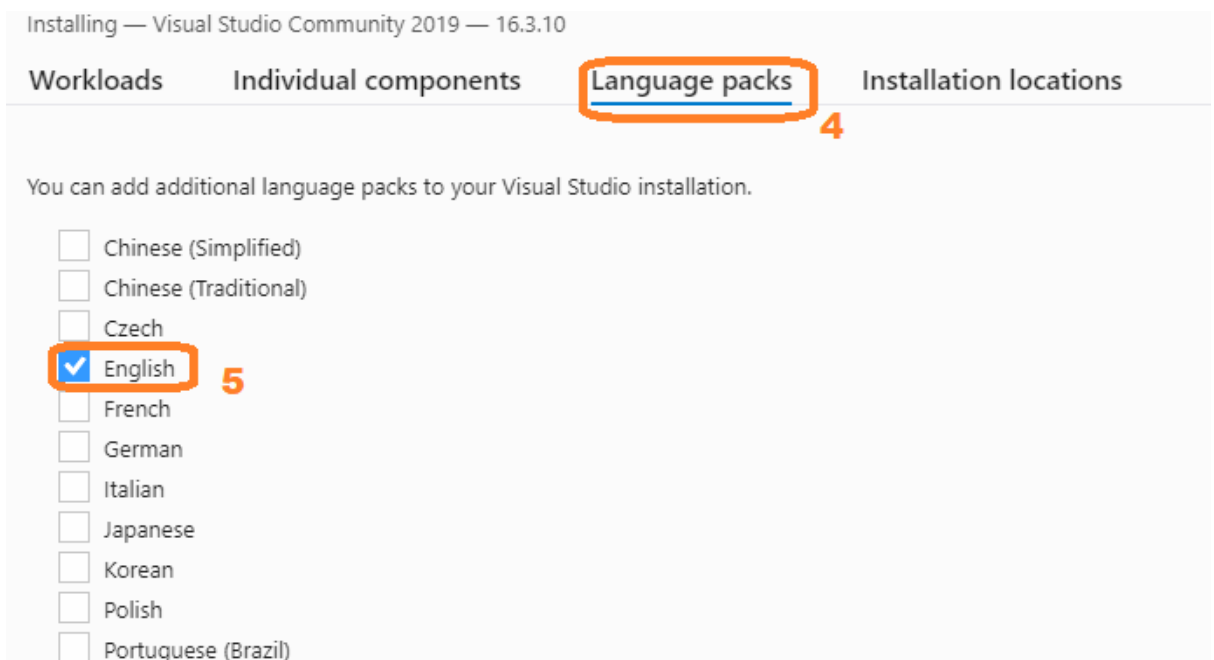 Installing — Visual Studio Community 2019 — 16.3.10
Workloads Individual components Language packs Installation locations
4
You can add additional language packs to your Visual Studio installation.
Chinese (Simplified)
Chinese (Traditional)
Czech
English 5
French
German
Italian
Japanese
Korean
Polish
Portuguese (Brazil)